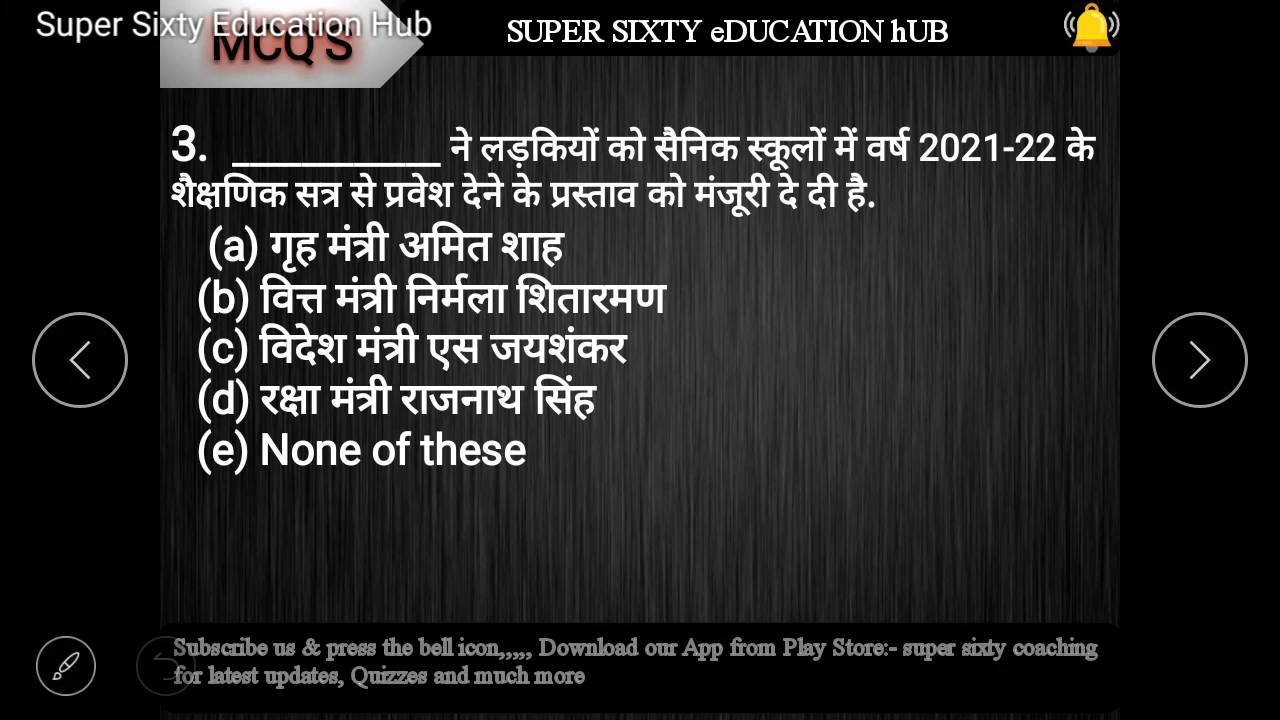 Super Sixty Education Hub
MCQ'S
SUPER SIXTY eDUCATION hUB
3. ____________ ने लड़कियों को सैनिक स्कूलों में वर्ष 2021-22 के
शैक्षणिक सत्र से प्रवेश देने के प्रस्ताव को मंजूरी दे दी है.
(a) गृह मंत्री अमित शाह
(b) वित्त मंत्री निर्मला शितारमण
(c) विदेश मंत्री एस जयशंकर
(d) रक्षा मंत्री राजनाथ सिंह
(e) None of these
Subscribe us & press the bell icon,,,,, Download our App from Play Store:- super sixty coaching
for latest updates, Quizzes and much more